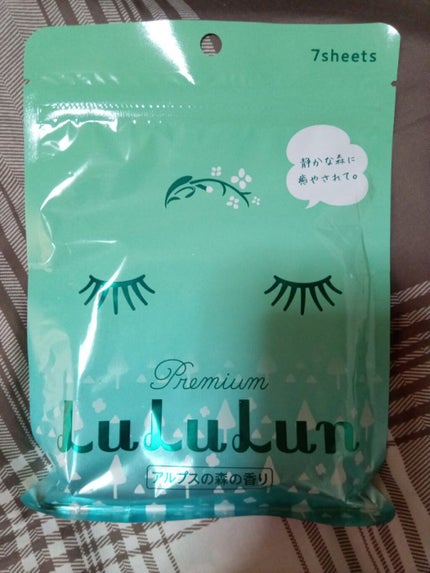 7sheets
静かな森に
癒やされて。
Premium
LuLuLun
アルプスの森の香り